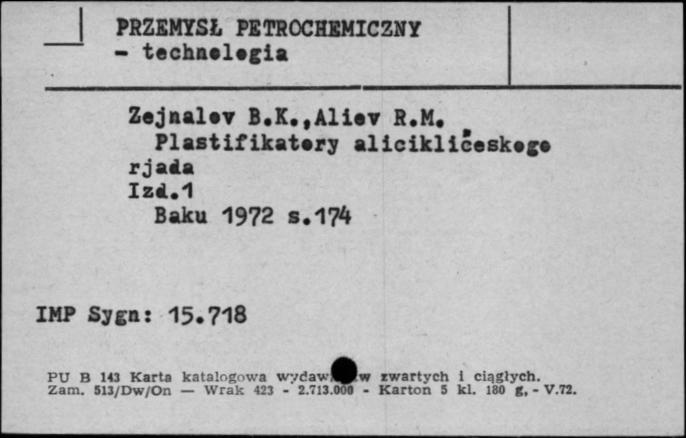 PRZEMYSŁ PETROCHEMICZNY
- technologia
Zejnalov B.K., Aliev R.M.
Plastifikatory alicikličeskogo
rjada
Izd.1
Baku 1972 s.174
IMP Sygn: 15.718
PU B 143 Karta katalogowa zwartych i ciągłych.
Zam. 513/Dw/On — Wrak 423 - 2.713.000 - Karton 5 kl. 180 g, - V.72.